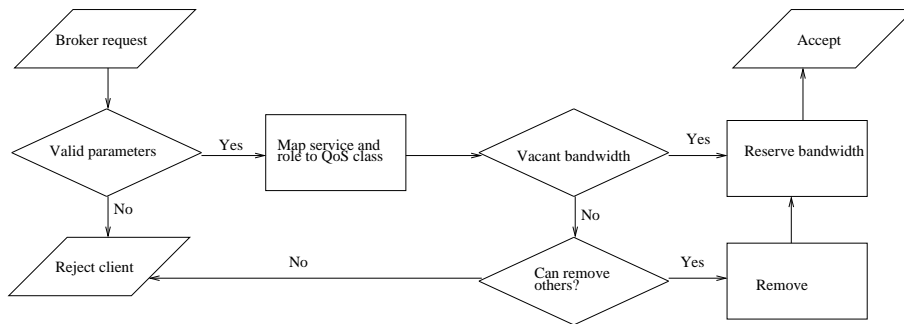 Broker request
Accept
Valid parameters
Yes
Map service and
role to QoS class
Vacant bandwidth
Yes
Reserve bandwidth
No
No
Reject client
No
Can remove
others?
Yes
Remove